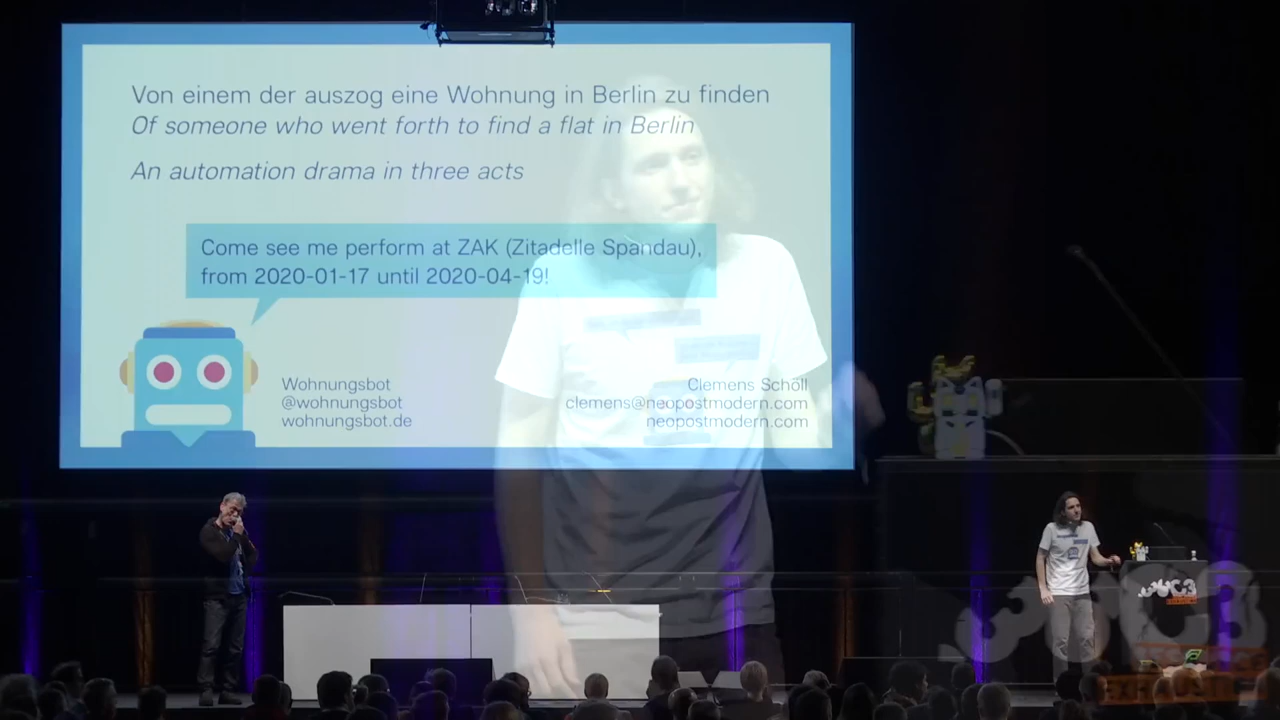 Von einem der auszog eine Wohnung in Berlin zu finden
Of someone who went forth to find a flat in Berlin
An automation drama in three acts
Come see me perform at ZAK (Zitadelle Spandau),
from 2020-01-17 until 2020-04-19!
Wohnungsbot
@wohnungsbot
wohnungsbot.de
Clemens Schöll
clemens@neopostmodern.com
neopostmodern.com